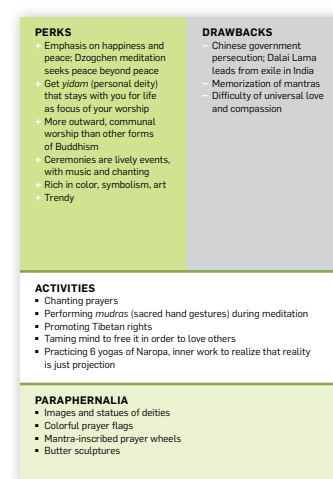 PERKS
+ Emphasis on happiness and
peace; Dzogchen meditation
seeks peace beyond peace
+ Get yidam (personal deity)
that stays with you for life
as focus of your worship
+ More outward, communal
worship than other forms
of Buddhism
+ Ceremonies are lively events,
with music and chanting
+ Rich in color, symbolism, art
+ Trendy
DRAWBACKS
– Chinese government
persecution; Dalai Lama
leads from exile in India
– Memorization of mantras
– Difficulty of universal love
and compassion
ACTIVITIES
▪ Chanting prayers
▪ Performing mudras (sacred hand gestures) during meditation
▪ Promoting Tibetan rights
▪ Taming mind to free it in order to love others
▪ Practicing 6 yogas of Naropa, inner work to realize that reality
is just projection
PARAPHERNALIA
▪ Images and statues of deities
▪ Colorful prayer flags
▪ Mantra-inscribed prayer wheels
▪ Butter sculptures